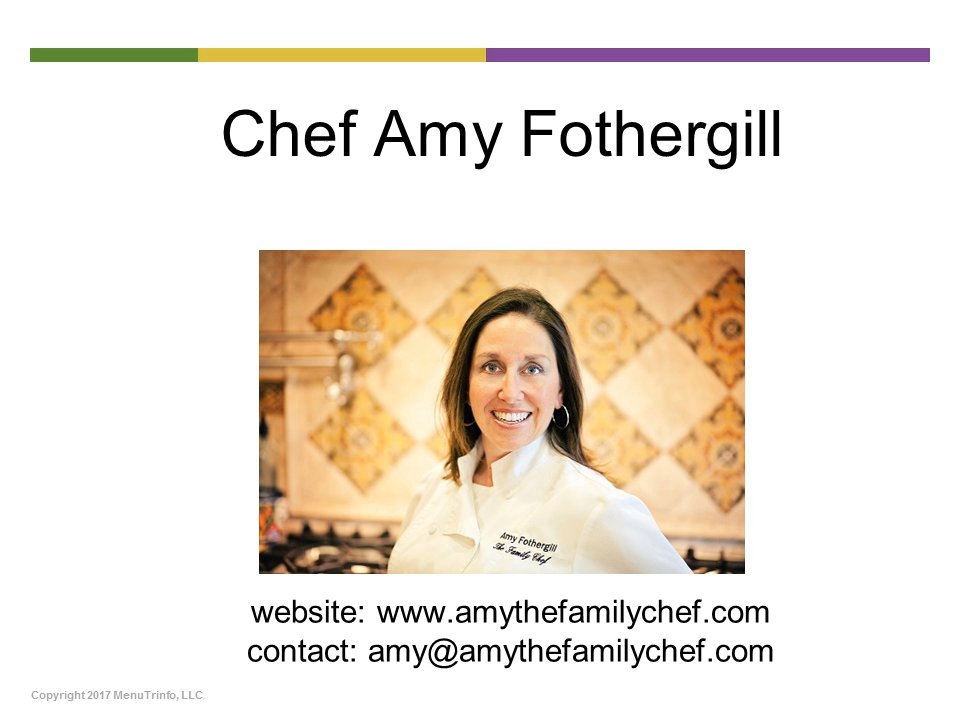 Chef Amy Fothergill
Amy Fothergill
The Family Chef
website: www.amythefamilychef.com
contact: amy@amythefamilychef.com
Copyright 2017 MenuTrinfo, LLC